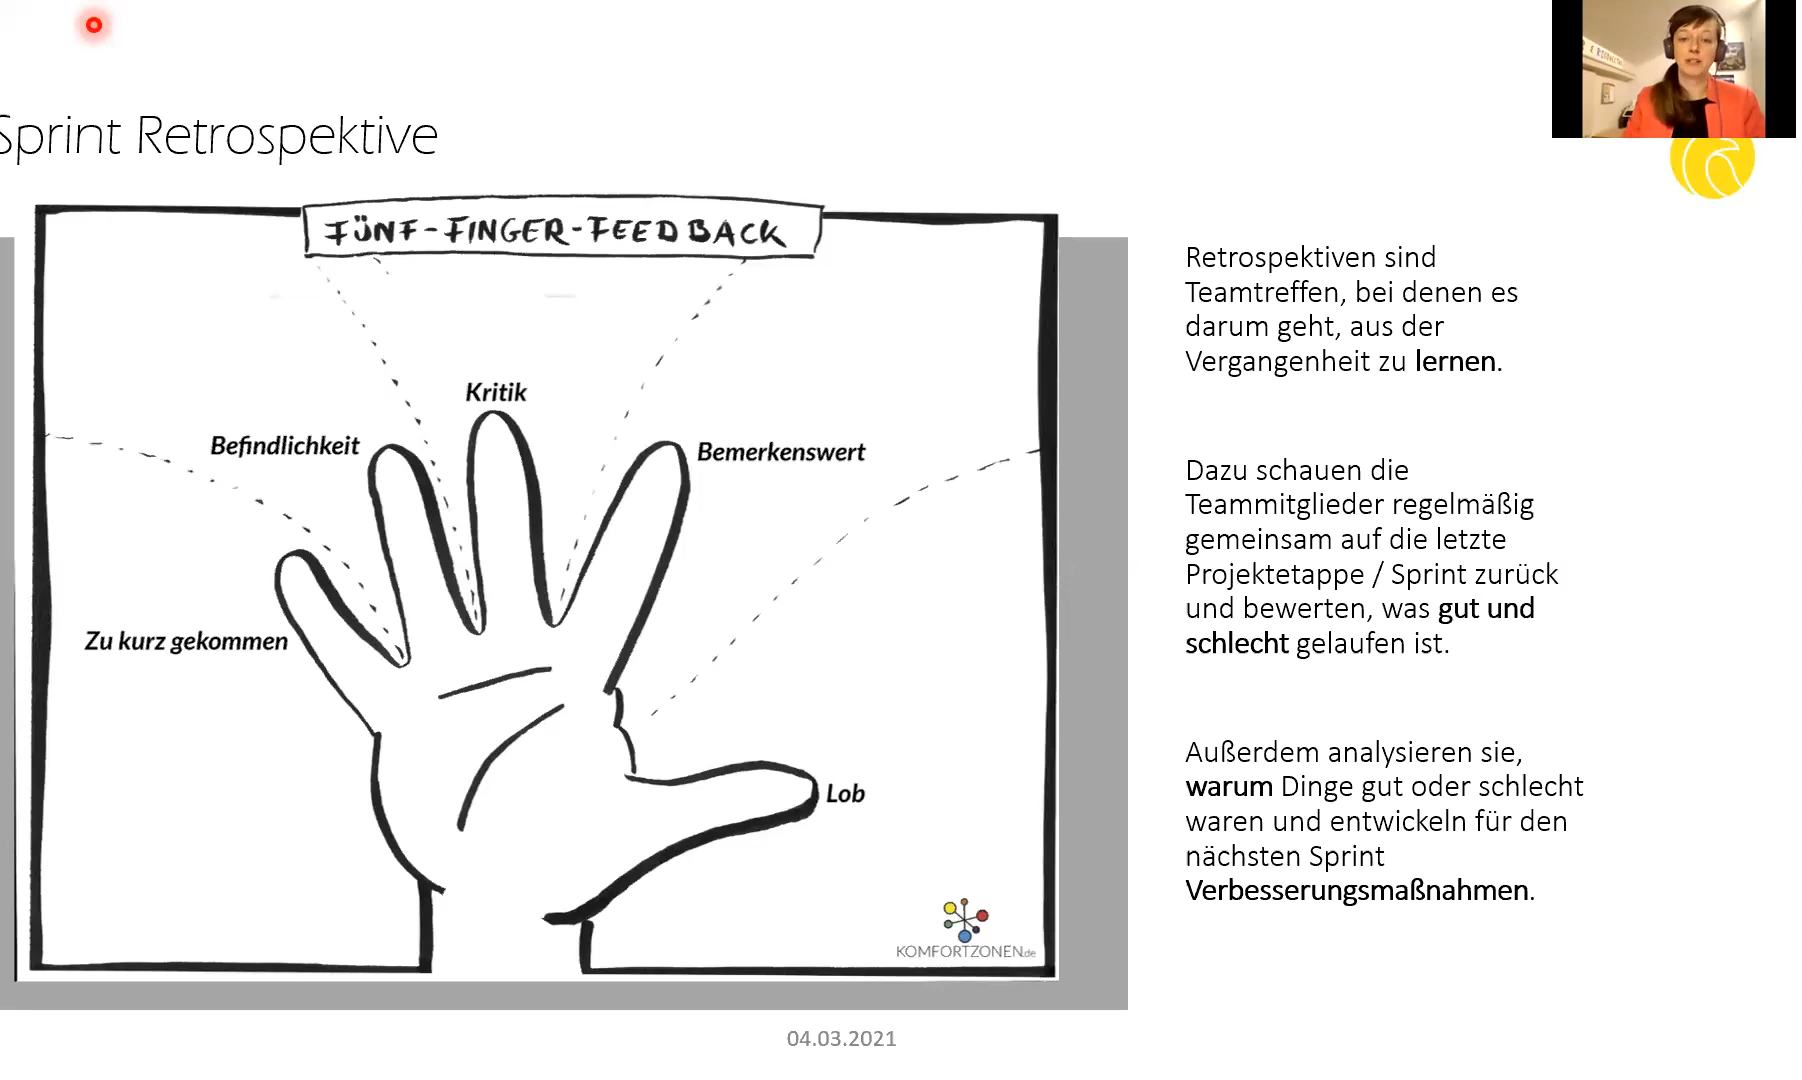 Sprint Retrospektive
FÜNF-FINGER-FEEDBACK
Kritik
Befindlichkeit
Bemerkenswert
Zu kurz gekommen
Lob
KOMFORTZONEN.de
Retrospektiven sind
Teamtreffen, bei denen es
darum geht, aus der
Vergangenheit zu lernen.
Dazu schauen die
Teammitglieder regelmäßig
gemeinsam auf die letzte
Projektetappe / Sprint zurück
und bewerten, was gut und
schlecht gelaufen ist.
Außerdem analysieren sie,
warum Dinge gut oder schlecht
waren und entwickeln für den
nächsten Sprint
Verbesserungsmaßnahmen.
04.03.2021